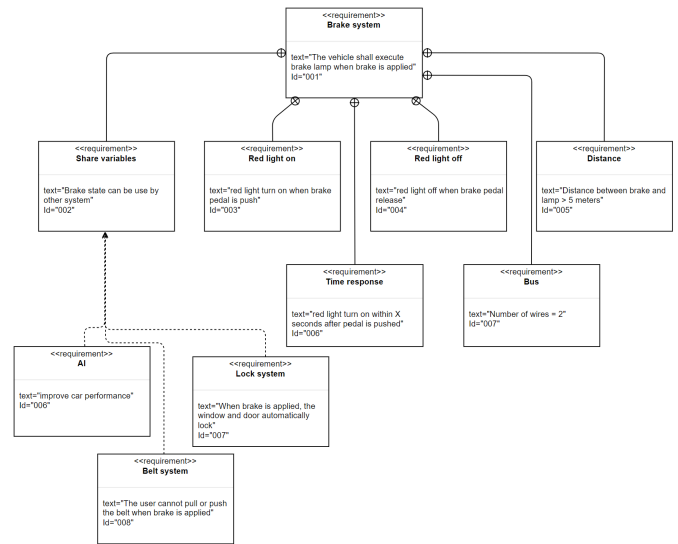 <<requirement>>
Brake system
text="The vehicle shall execute
brake lamp when brake is applied"
Id="001"
<<requirement>>
Share variables
text="Brake state can be use by
other system"
Id="002"
<<requirement>>
Red light on
text="red light turn on when brake
pedal is push"
Id="003"
<<requirement>>
Red light off
text="red light off when brake pedal
release"
Id="004"
<<requirement>>
Distance
text="Distance between brake and
lamp > 5 meters"
Id="005"
<<requirement>>
Time response
text="red light turn on within X
seconds after pedal is pushed"
Id="006"
<<requirement>>
Bus
text="Number of wires = 2"
Id="007"
<<requirement>>
AI
text="improve car performance"
Id="006"
<<requirement>>
Lock system
text="When brake is applied, the
window and door automatically
lock"
Id="007"
<<requirement>>
Belt system
text="The user cannot pull or push
the belt when brake is applied"
Id="008"